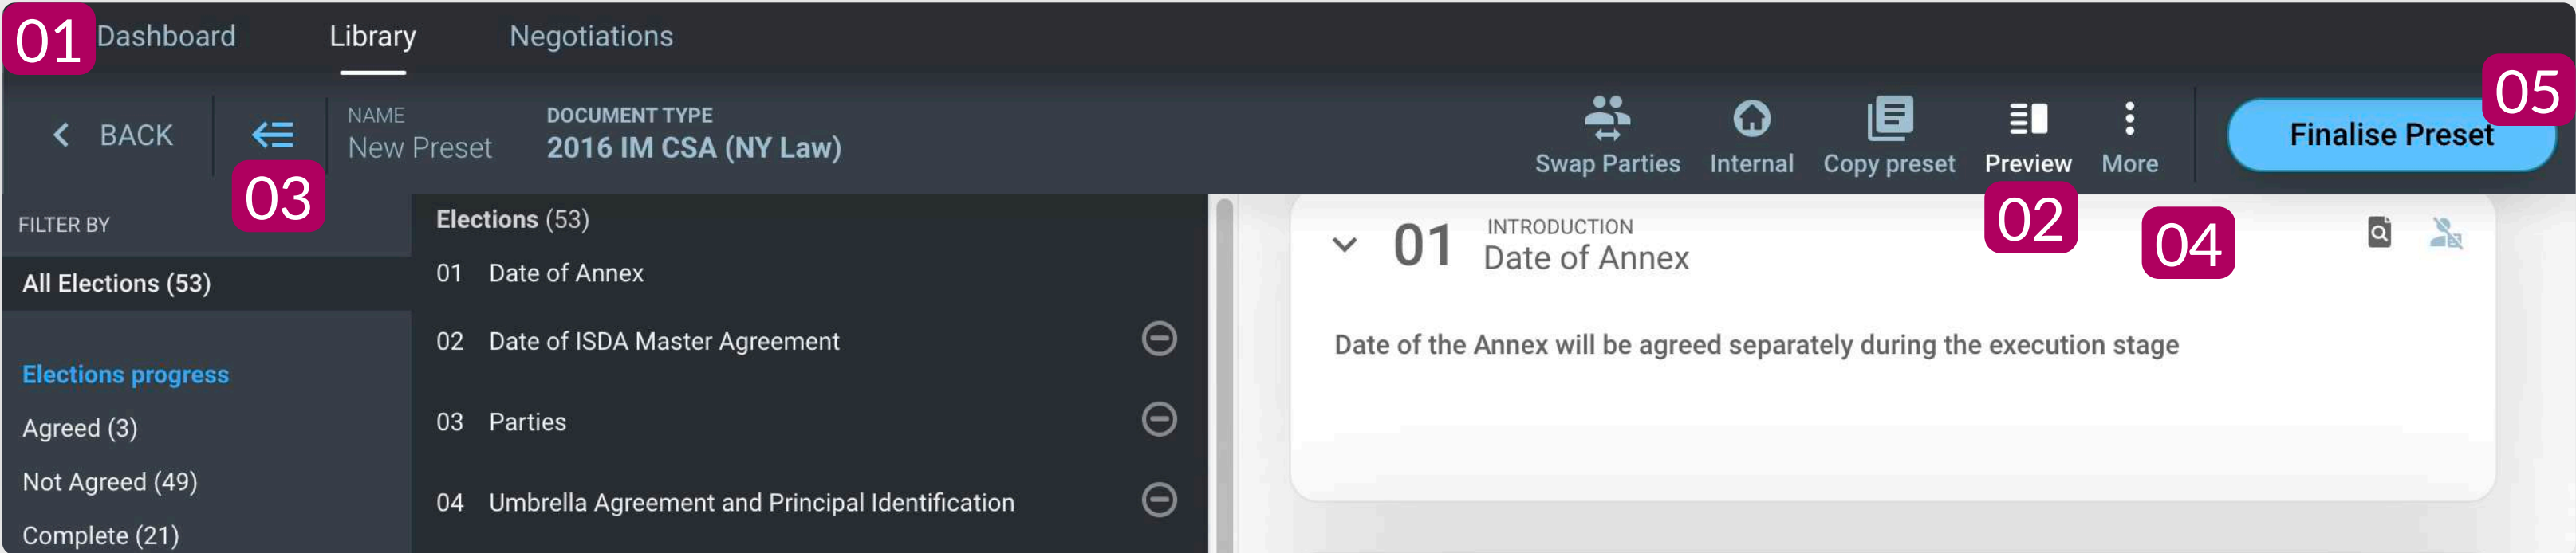 01 Dashboard Library Negotiations
05
BACK
NAME
New Preset
DOCUMENT TYPE
2016 IM CSA (NY Law)
Swap Parties
Internal
Copy preset
Preview
More
Finalise Preset
03
02
04
FILTER BY
All Elections (53)
Elections progress
Agreed (3)
Not Agreed (49)
Complete (21)
Elections (53)
01 Date of Annex
02 Date of ISDA Master Agreement
03 Parties
04 Umbrella Agreement and Principal Identification
01
INTRODUCTION
Date of Annex
Date of the Annex will be agreed separately during the execution stage